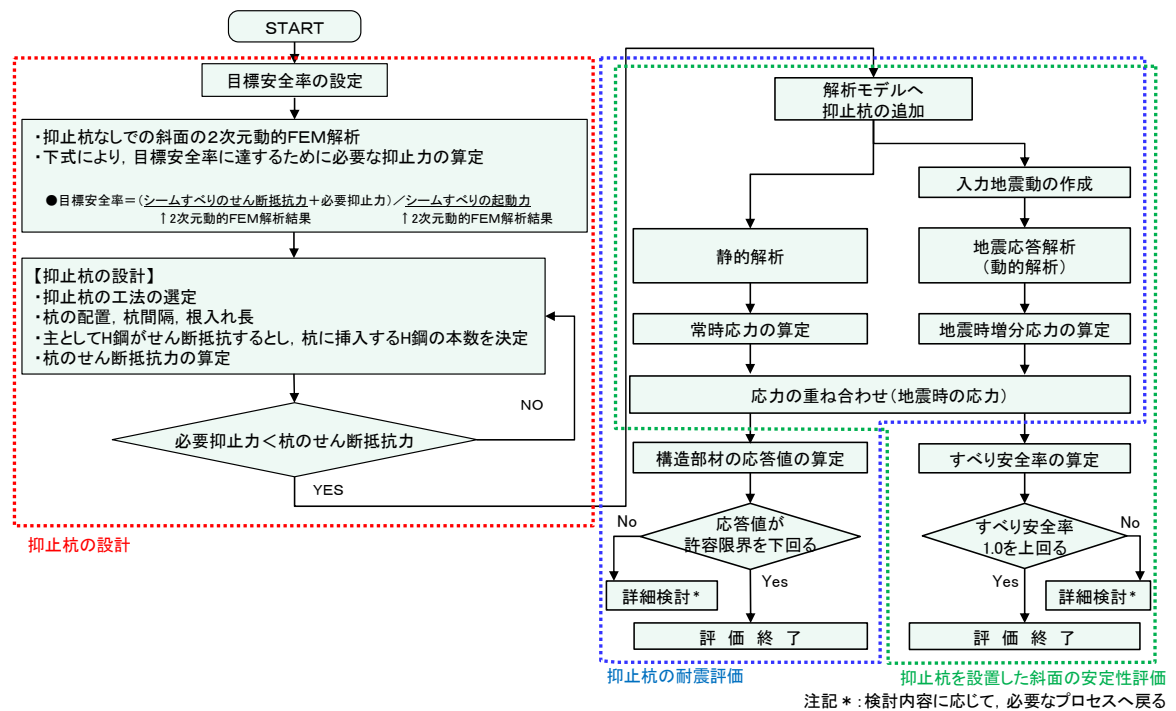 START
目標安全率の設定
・抑止杭なしでの斜面の２次元動的FEM解析
・下式により，目標安全率に達するために必要な抑止力の算定
●目標安全率＝（シームすべりのせん断抵抗力＋必要抑止力）／シームすべりの起動力
↑2次元動的FEM解析結果
↑2次元動的FEM解析結果
【抑止杭の設計】
・抑止杭の工法の選定
・杭の配置，杭間隔，根入れ長
・主としてH鋼がせん断抵抗するとし，杭に挿入するH鋼の本数を決定
・杭のせん断抵抗力の算定
必要抑止力＜杭のせん断抵抗力
NO
YES
抑止杭の設計
解析モデルへ
抑止杭の追加
入力地震動の作成
静的解析
地震応答解析
（動的解析）
常時応力の算定
地震時増分応力の算定
応力の重ね合わせ（地震時の応力）
構造部材の応答値の算定
すべり安全率の算定
応答値が
許容限界を下回る
No
Yes
詳細検討*
評 価 終 了
すべり安全率
1.0を上回る
No
Yes
詳細検討*
評 価 終 了
抑止杭の耐震評価
抑止杭を設置した斜面の安定性評価
注記＊：検討内容に応じて，必要なプロセスへ戻る